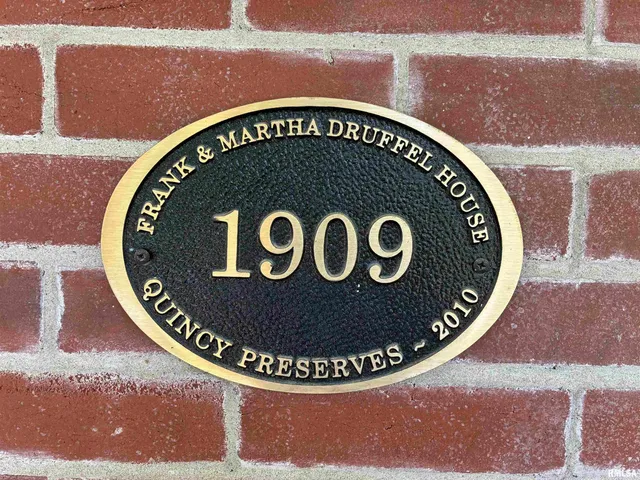 FRANK & MARTHA DRUFFEL HOUSE
1909
QUINCY PRESERVES ~ 2010